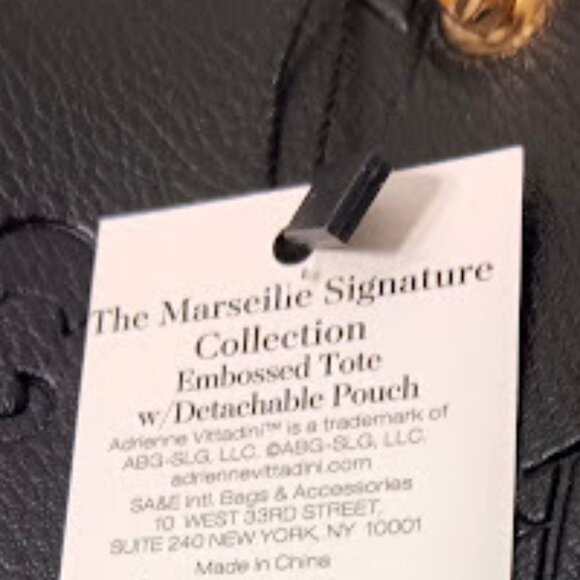 The Marseille Signature
Collection
Embossed Tote
w/Detachable Pouch
Adrienne Vittadini™ is a trademark of
ABG-SLG, LLC. ©ABG-SLG, LLC.
adriennevittadini.com
SA&E Intl. Bags & Accessories
10 WEST 33RD STREET,
SUITE 240 NEW YORK, NY 10001
Made in China